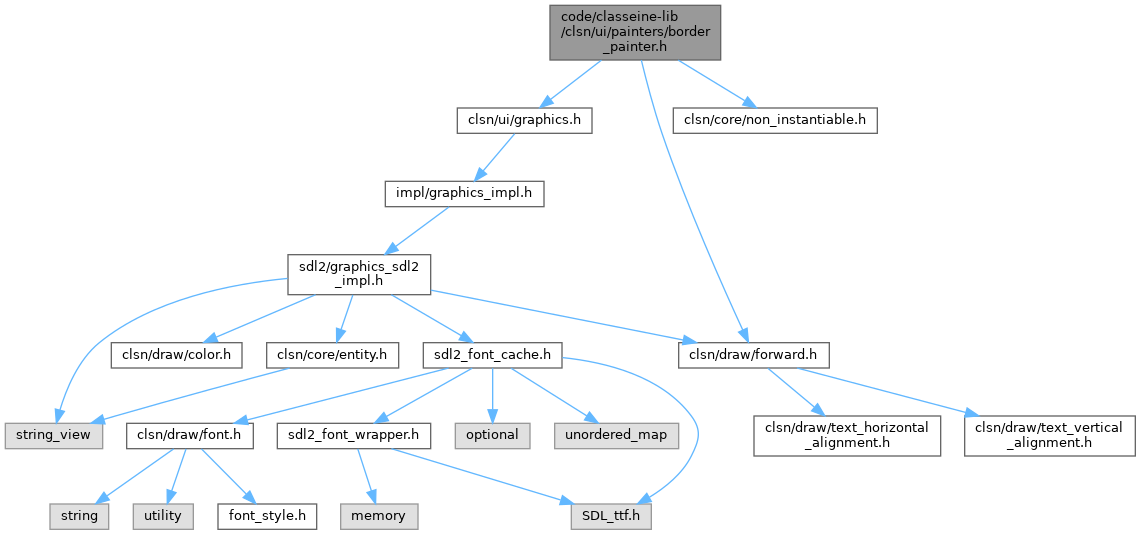 code/classeine-lib
/clsn/ui/painters/border
_painter.h
clsn/ui/graphics.h
clsn/core/non_instantiable.h
impl/graphics_impl.h
sdl2/graphics_sdl2
_impl.h
clsn/draw/color.h
clsn/core/entity.h
sdl2_font_cache.h
clsn/draw/forward.h
string_view
clsn/draw/font.h
sdl2_font_wrapper.h
optional
unordered_map
clsn/draw/text_horizontal
_alignment.h
clsn/draw/text_vertical
_alignment.h
string
utility
font_style.h
memory
SDL_ttf.h